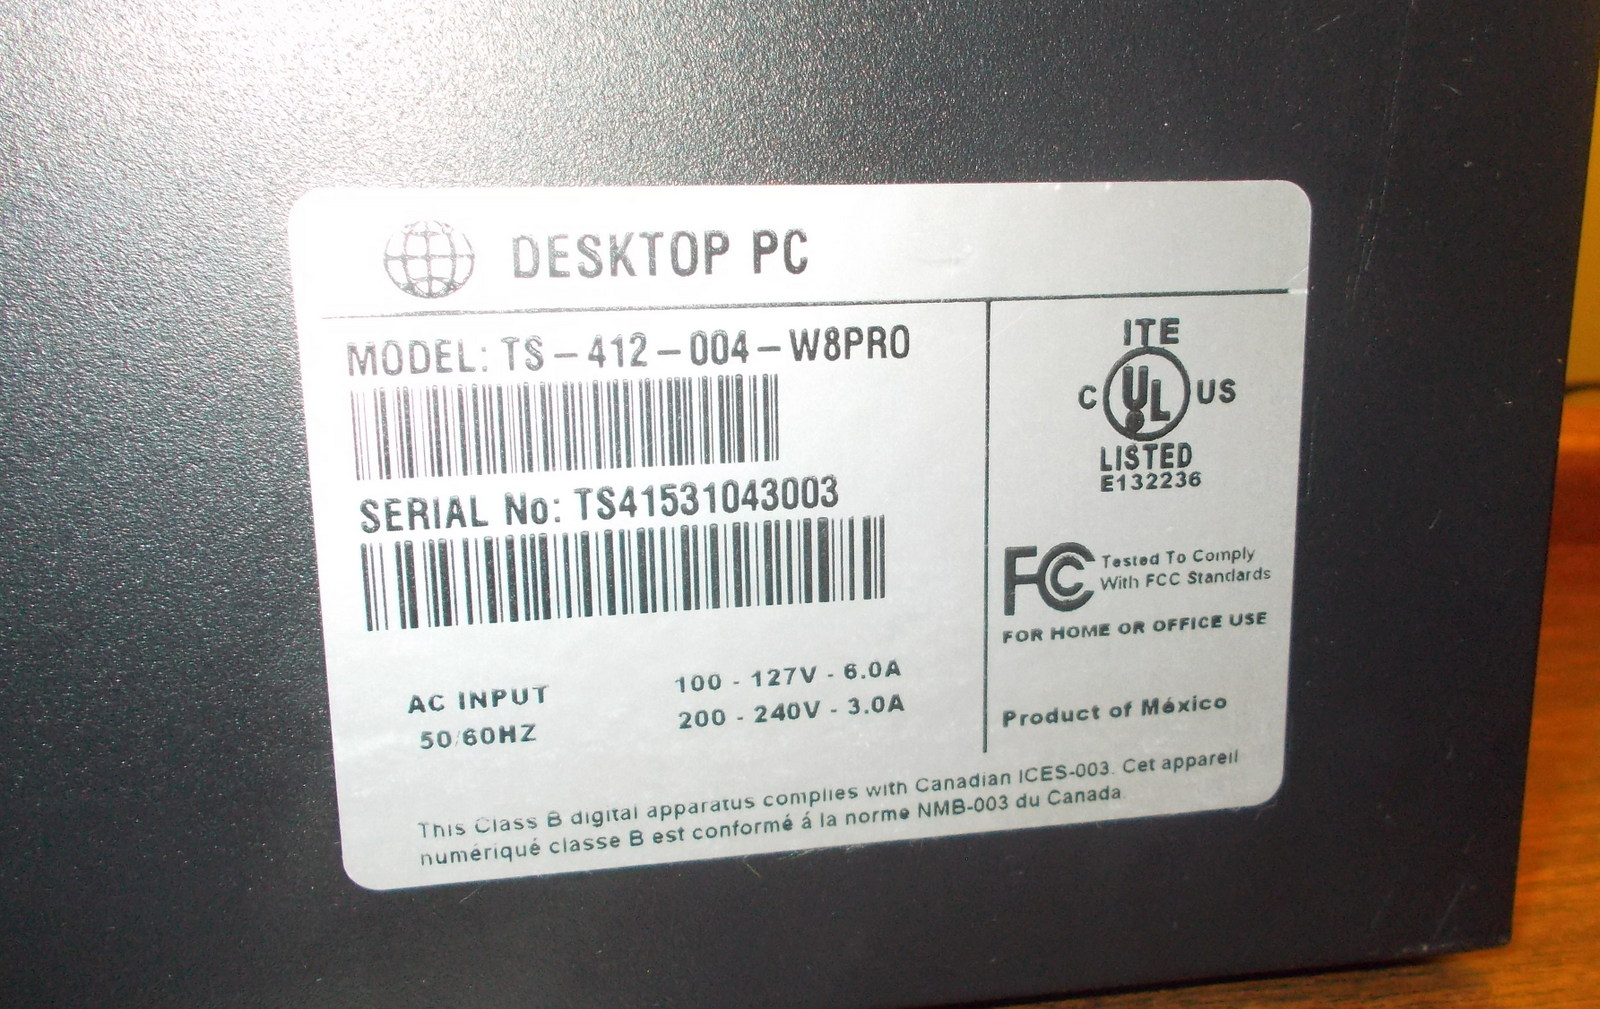 DESKTOP PC
MODEL: TS-412-004-W8PRO
SERIAL No: TS41531043003
AC INPUT
50/60HZ
100 - 127V - 6.0A
200 - 240V - 3.0A
ITE
C UL US
LISTED
E132236
FC Tested To Comply
With FCC Standards
FOR HOME OR OFFICE USE
Product of México
This Class B digital apparatus complies with Canadian ICES-003. Cet appareil
numériqué classe B est conformé á la norme NMB-003 du Canada.